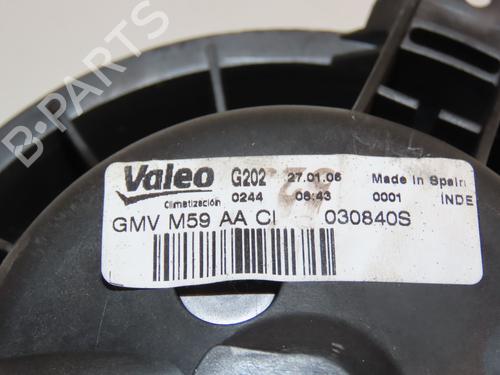 B-PARTS
Valeo G202 27.01.06 Made in Spain
Climatización 0244 06:43 0001 INDE
GMV M59 AA CI 030840S